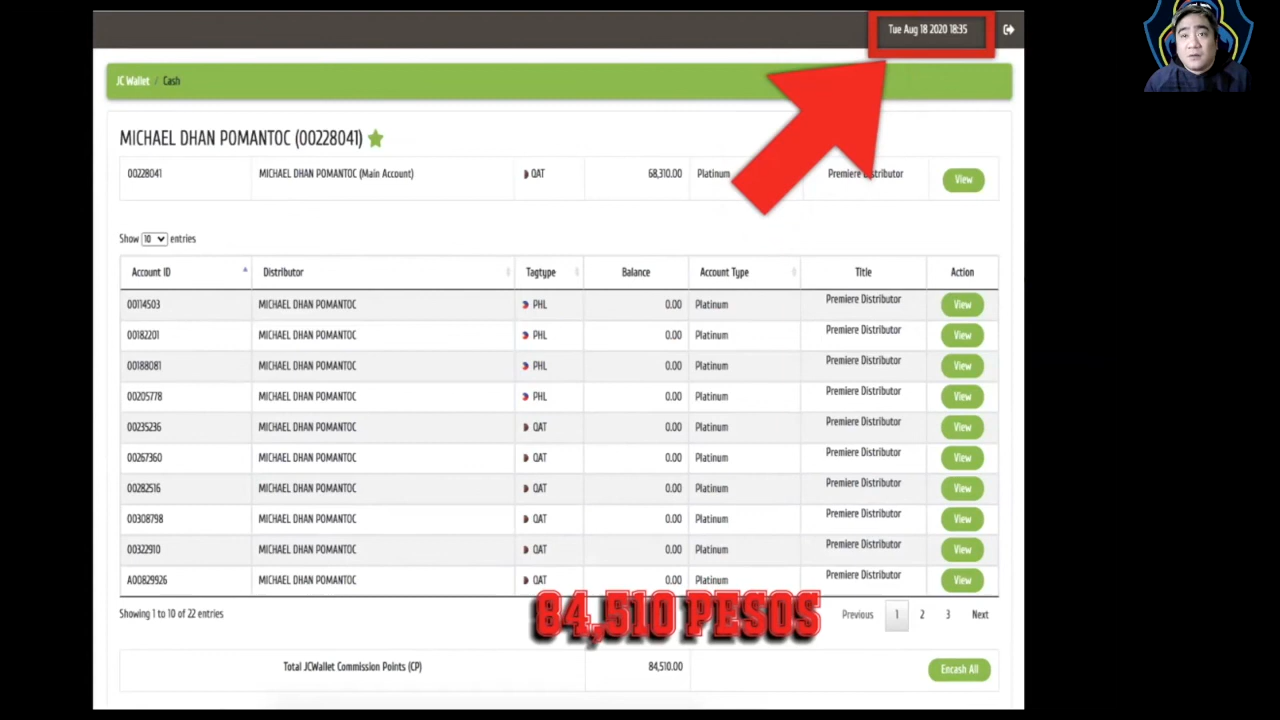 Tue Aug 18 2020 18:35
JC Wallet / Cash
MICHAEL DHAN POMANTOC (00228041)
00228041 MICHAEL DHAN POMANTOC (Main Account) QAT 68,310.00 Platinum Premiere Distributor View
Show 10 entries
Account ID Distributor Tagtype Balance Account Type Title Action
00114503 MICHAEL DHAN POMANTOC PHL 0.00 Platinum Premiere Distributor View
00182201 MICHAEL DHAN POMANTOC PHL 0.00 Platinum Premiere Distributor View
00188081 MICHAEL DHAN POMANTOC PHL 0.00 Platinum Premiere Distributor View
00205778 MICHAEL DHAN POMANTOC PHL 0.00 Platinum Premiere Distributor View
00235236 MICHAEL DHAN POMANTOC QAT 0.00 Platinum Premiere Distributor View
00267360 MICHAEL DHAN POMANTOC QAT 0.00 Platinum Premiere Distributor View
00282516 MICHAEL DHAN POMANTOC QAT 0.00 Platinum Premiere Distributor View
00308798 MICHAEL DHAN POMANTOC QAT 0.00 Platinum Premiere Distributor View
00322910 MICHAEL DHAN POMANTOC QAT 0.00 Platinum Premiere Distributor View
A00829926 MICHAEL DHAN POMANTOC QAT 0.00 Platinum Premiere Distributor View
84,510 PESOS
Showing 1 to 10 of 22 entries Previous 1 2 3 Next
Total JCWallet Commission Points (CP) 84,510.00 Encash All